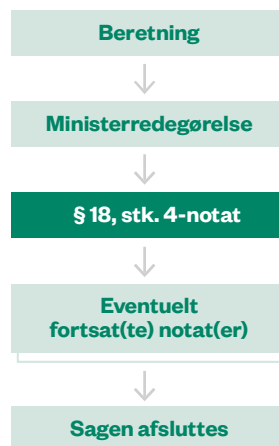 Beretning
Ministerredegørelse
§ 18, stk. 4-notat
Eventuelt
fortsat(te) notat(er)
Sagen afsluttes